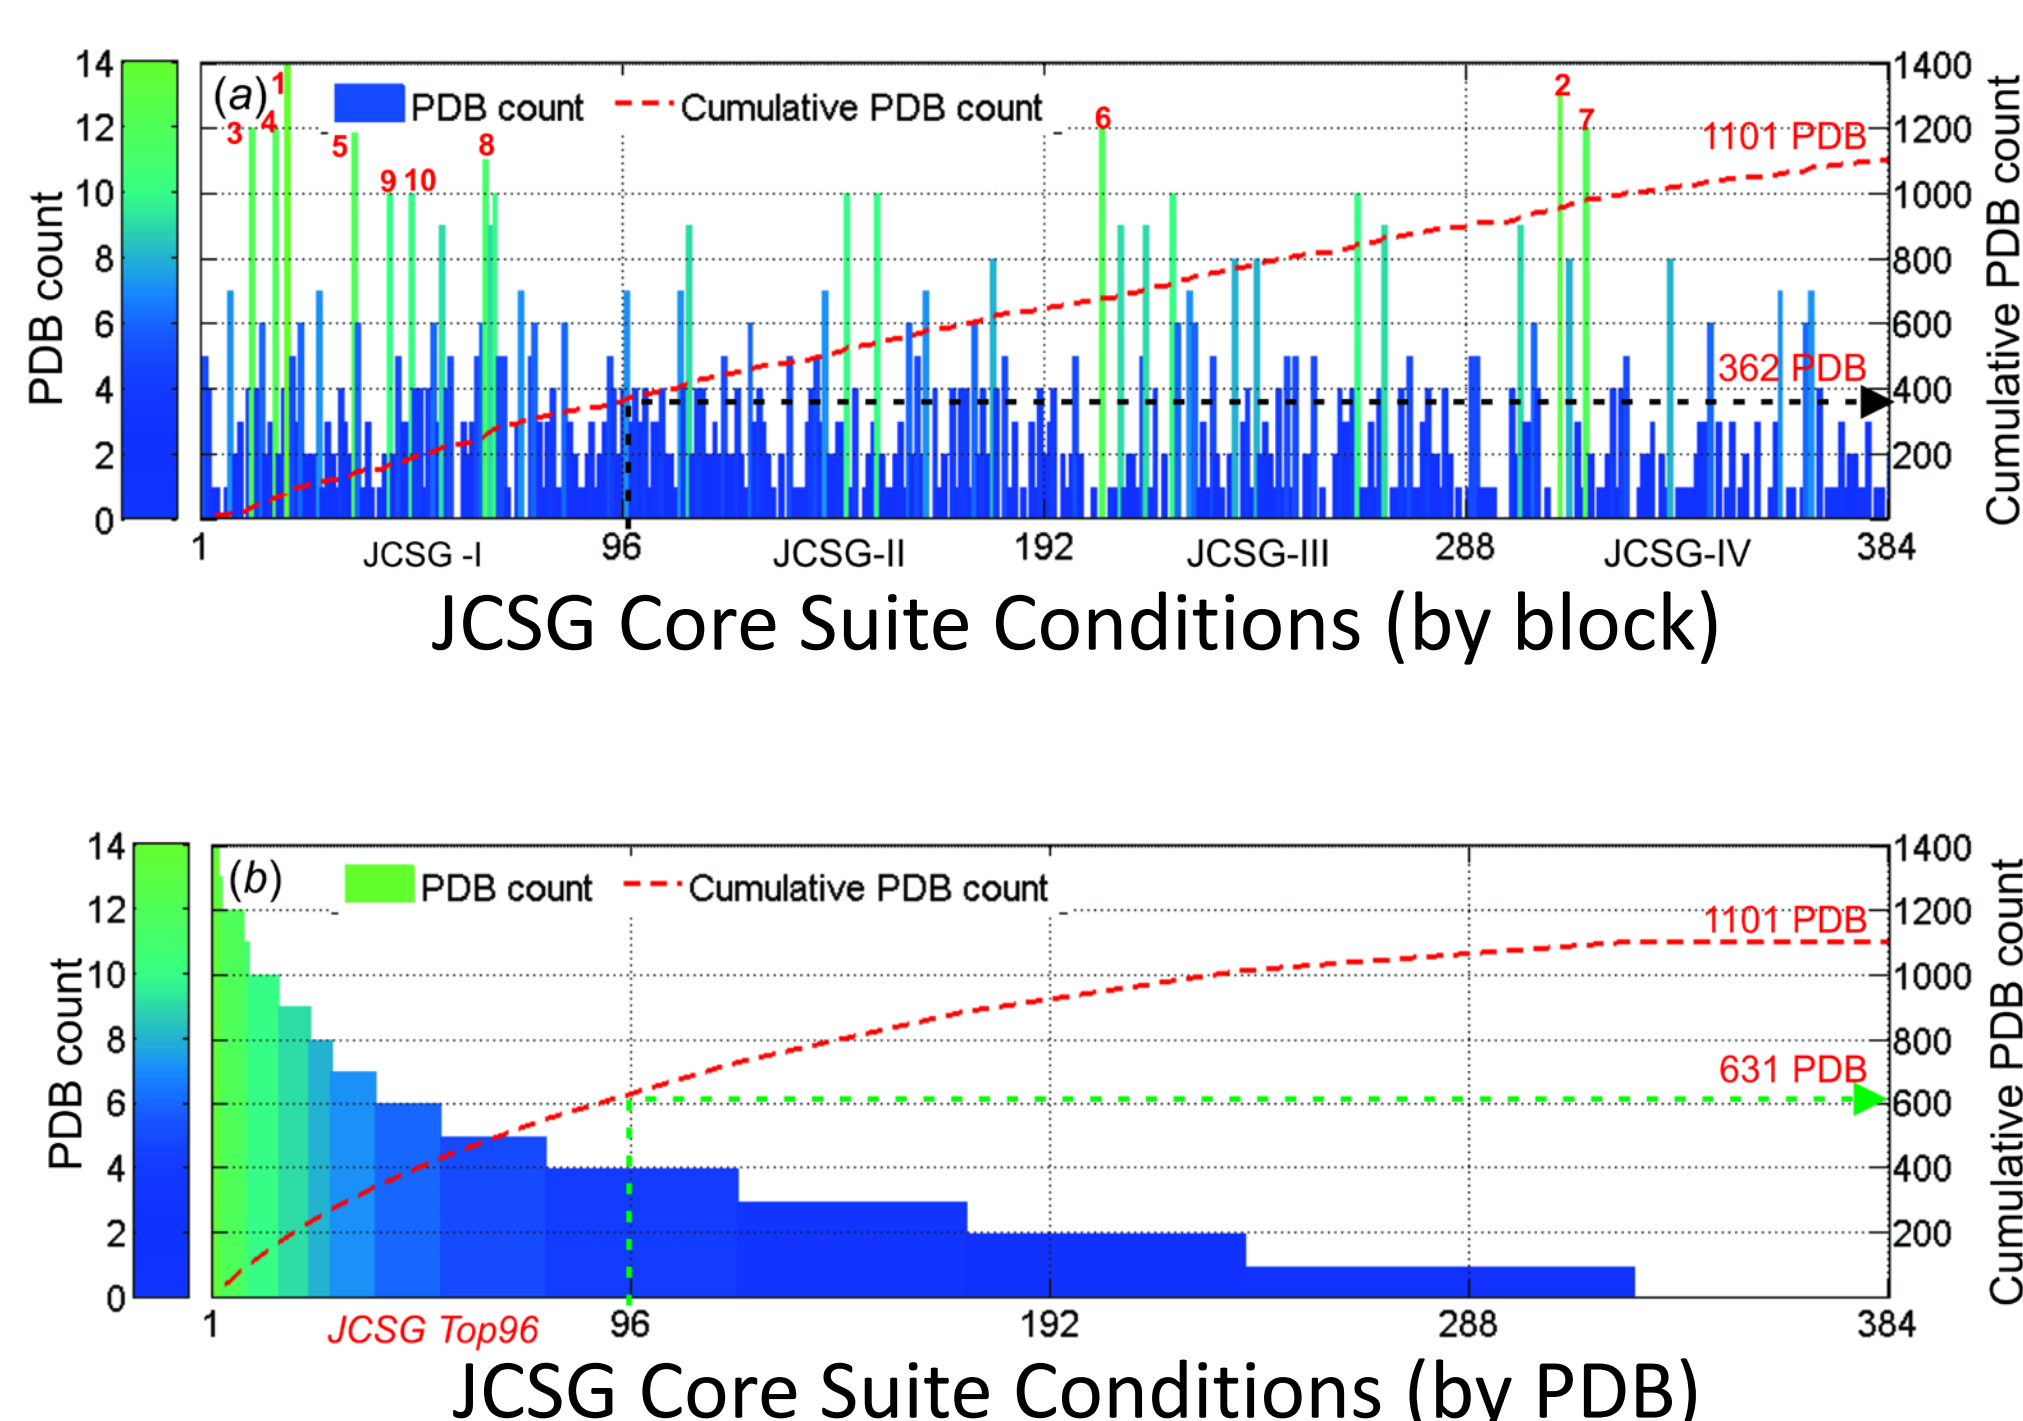 14
12
10
8
6
4
2
0
PDB count
(a)
PDB count
Cumulative PDB count
1
3
4
5
9 10
8
6
2
7
1101 PDB
362 PDB
1400
1200
1000
800
600
400
200
0
Cumulative PDB count
1
JCSG -I
96
JCSG-II
192
JCSG-III
288
JCSG-IV
384
JCSG Core Suite Conditions (by block)
14
12
10
8
6
4
2
0
PDB count
(b)
PDB count
Cumulative PDB count
1101 PDB
631 PDB
1400
1200
1000
800
600
400
200
0
Cumulative PDB count
1
JCSG Top96
96
192
288
384
JCSG Core Suite Conditions (by PDB)